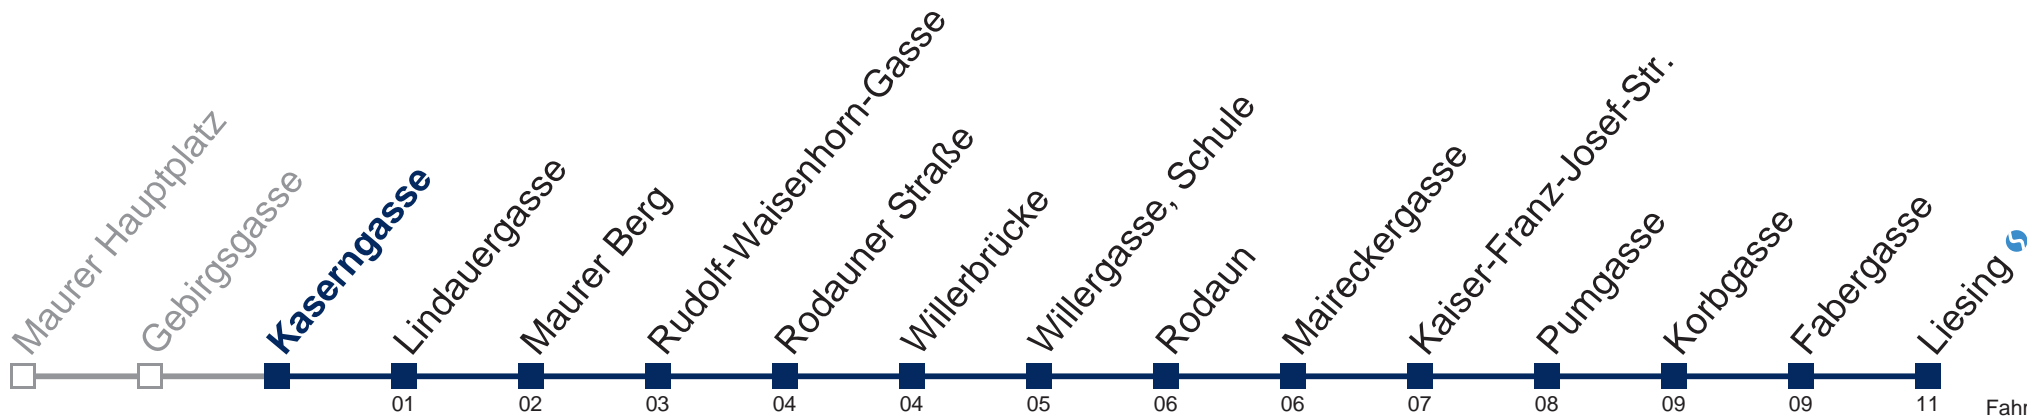 Maurer Hauptplatz
Gebirgsgasse
Kaserngasse
Lindauergasse
Maurer Berg
Rudolf-Waisenhorn-Gasse
Rodauner Straße
Willerbrücke
Willergasse, Schule
Rodaun
Maireckergasse
Kaiser-Franz-Josef-Str.
Pumgasse
Korbgasse
Fabergasse
Liesing
01 02 03 04 04 05 06 06 07 08 09 09 11 Fahr